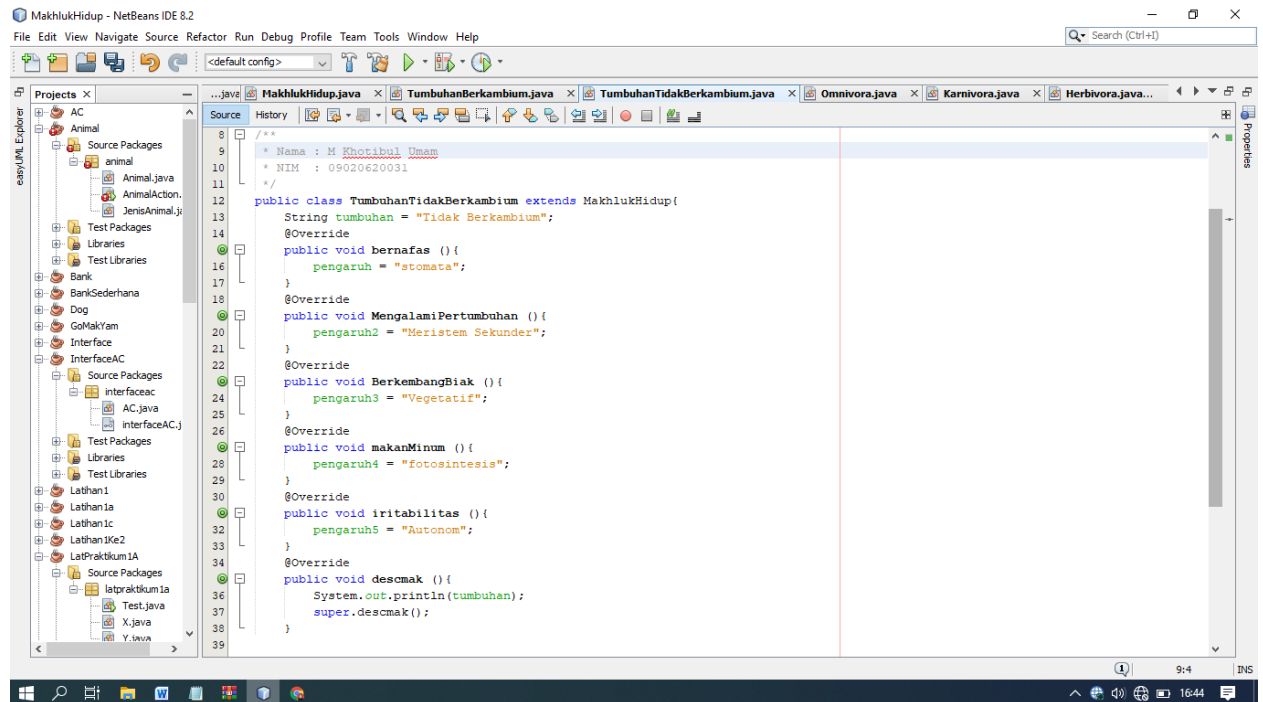 MakhlukHidup - NetBeans IDE 8.2
File Edit View Navigate Source Refactor Run Debug Profile Team Tools Window Help
Search (Ctrl+I)
<default config>
Projects
...java MakhlukHidup.java TumbuhanBerkambium.java TumbuhanTidakBerkambium.java Omnivora.java Karnivora.java Herbivora.java...
easyUML Explorer
Properties
AC
Animal
Source Packages
animal
Animal.java
AnimalAction.
JenisAnimal.ja
Test Packages
Libraries
Test Libraries
Bank
BankSederhana
Dog
GoMakYam
Interface
InterfaceAC
Source Packages
interfaceac
AC.java
interfaceAC.j
Test Packages
Libraries
Test Libraries
Latihan1
Latihan1a
Latihan1c
Latihan1Ke2
LatPraktikum1A
Source Packages
latpraktikum1a
Test.java
X.java
Y.java
Source History
8 /**
9 * Nama : M Khotibul Umam
10 * NIM : 09020620031
11 */
12 public class TumbuhanTidakBerkambium extends MakhlukHidup{
13 String tumbuhan = "Tidak Berkambium";
14 @Override
public void bernafas (){
16 pengaruh = "stomata";
17 }
18 @Override
public void MengalamiPertumbuhan (){
20 pengaruh2 = "Meristem Sekunder";
21 }
22 @Override
public void BerkembangBiak (){
24 pengaruh3 = "Vegetatif";
25 }
26 @Override
public void makanMinum (){
28 pengaruh4 = "fotosintesis";
29 }
30 @Override
public void iritabilitas (){
32 pengaruh5 = "Autonom";
33 }
34 @Override
public void descmak (){
36 System.out.println(tumbuhan);
37 super.descmak();
38 }
39
1 9:4 INS
16:44